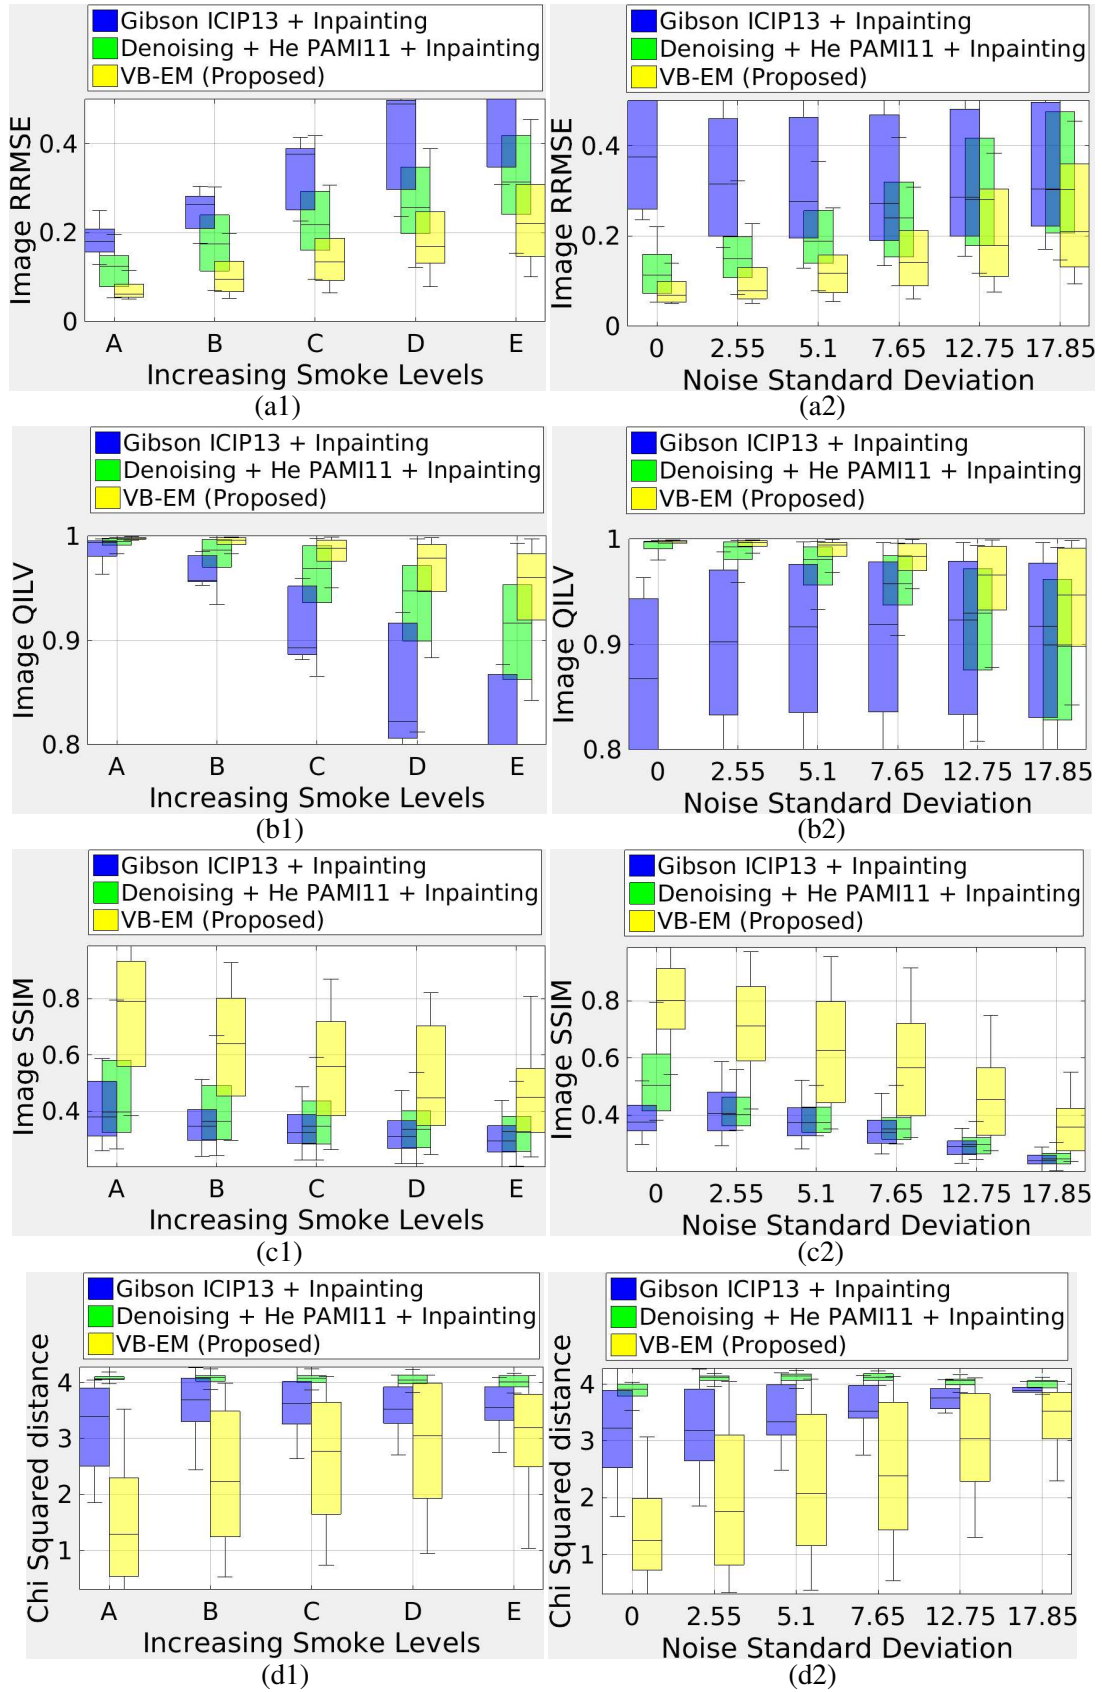 Gibson ICIP13 + Inpainting
Denoising + He PAMI11 + Inpainting
VB-EM (Proposed)
Image RRMSE
0.4
0.2
0
A B C D E
Increasing Smoke Levels
(a1)
Gibson ICIP13 + Inpainting
Denoising + He PAMI11 + Inpainting
VB-EM (Proposed)
Image RRMSE
0.4
0.2
0
0 2.55 5.1 7.65 12.75 17.85
Noise Standard Deviation
(a2)
Gibson ICIP13 + Inpainting
Denoising + He PAMI11 + Inpainting
VB-EM (Proposed)
Image QILV
1
0.9
0.8
A B C D E
Increasing Smoke Levels
(b1)
Gibson ICIP13 + Inpainting
Denoising + He PAMI11 + Inpainting
VB-EM (Proposed)
Image QILV
1
0.9
0.8
0 2.55 5.1 7.65 12.75 17.85
Noise Standard Deviation
(b2)
Gibson ICIP13 + Inpainting
Denoising + He PAMI11 + Inpainting
VB-EM (Proposed)
Image SSIM
0.8
0.6
0.4
A B C D E
Increasing Smoke Levels
(c1)
Gibson ICIP13 + Inpainting
Denoising + He PAMI11 + Inpainting
VB-EM (Proposed)
Image SSIM
0.8
0.6
0.4
0 2.55 5.1 7.65 12.75 17.85
Noise Standard Deviation
(c2)
Gibson ICIP13 + Inpainting
Denoising + He PAMI11 + Inpainting
VB-EM (Proposed)
Chi Squared distance
4
3
2
1
A B C D E
Increasing Smoke Levels
(d1)
Gibson ICIP13 + Inpainting
Denoising + He PAMI11 + Inpainting
VB-EM (Proposed)
Chi Squared distance
4
3
2
1
0 2.55 5.1 7.65 12.75 17.85
Noise Standard Deviation
(d2)